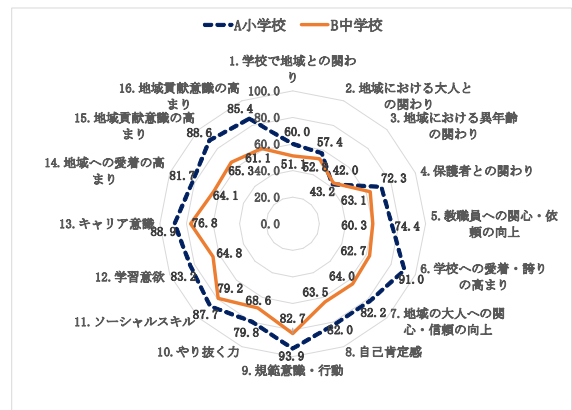 A小学校 B中学校
1.学校で地域との関わ
り
2.地域における大人と
の関わり
3.地域における異年齢
の関わり
4.保護者との関わり
5.教職員への関心・依
頼の向上
6.学校への愛着・誇り
の高まり
7.地域の大人への関
心・信頼の向上
8.自己肯定感
9.規範意識・行動
10.やり抜く力
11.ソーシャルスキル
12.学習意欲
13.キャリア意識
14.地域への愛着の高
まり
15.地域貢献意識の高
まり
16.地域貢献意識の高
まり
100.0
80.0
60.0
40.0
20.0
0.0
60.0
57.4
42.0
72.3
74.4
91.0
82.2
82.0
93.9
79.8
87.7
83.2
88.9
81.7
88.6
85.4
51.1
52.8
43.2
63.1
60.3
62.7
64.0
63.5
82.7
68.6
79.2
64.8
76.8
64.1
65.3
61.1